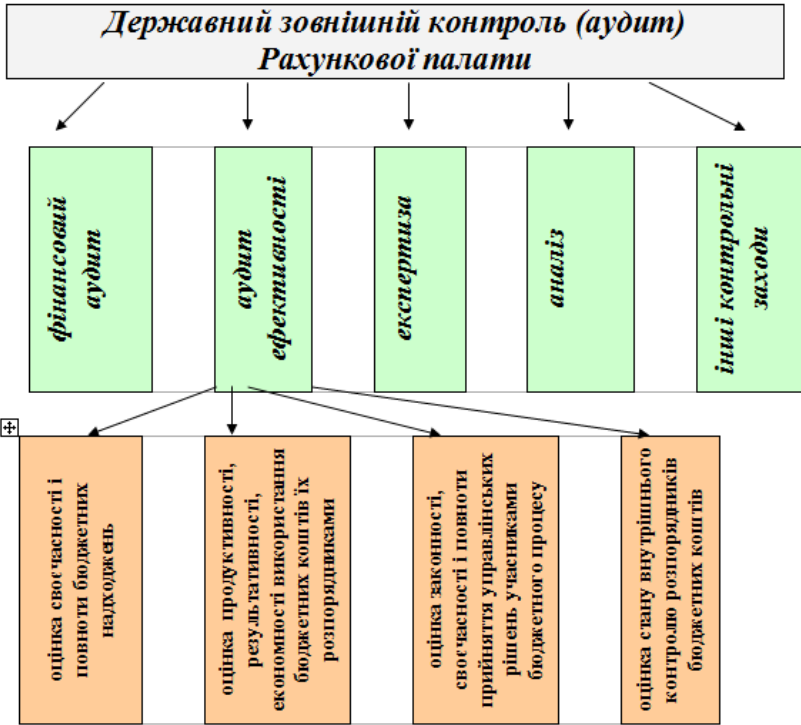 Державний зовнішній контроль (аудит)
Рахункової палати
фінансовий
аудит
аудит
ефективності
експертиза
аналіз
інші контрольні
заходи
оцінка своєчасності і
повноти бюджетних
надходжень
оцінка продуктивності,
результативності,
економності використання
бюджетних коштів їх
розпорядниками
оцінка законності,
своєчасності і повноти
прийняття управлінських
рішень учасниками
бюджетного процесу
оцінка стану внутрішнього
контролю розпорядників
бюджетних коштів